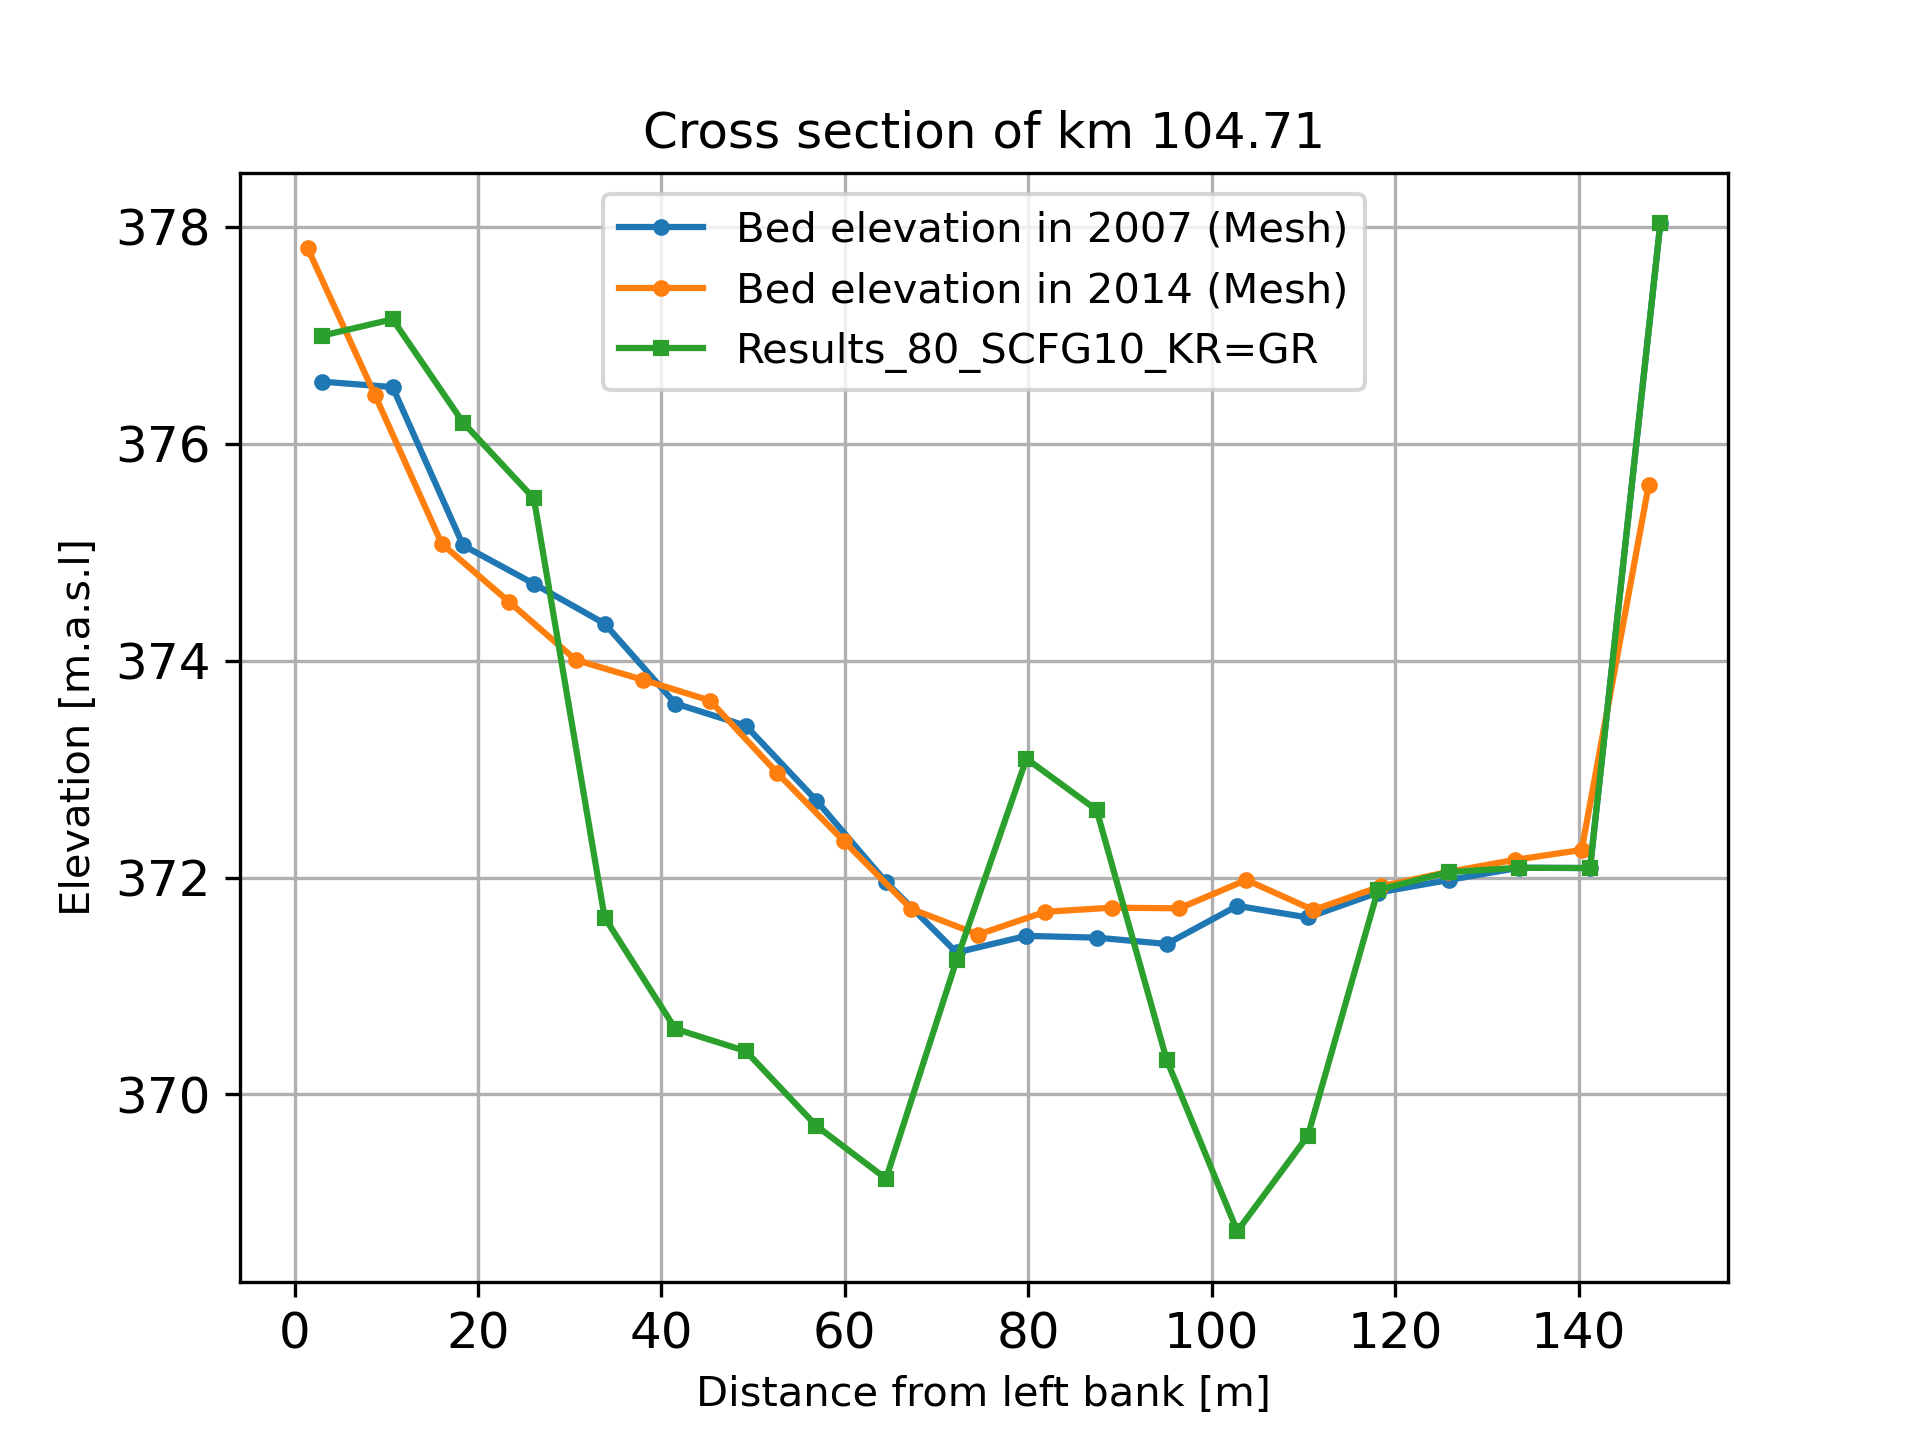 Cross section of km 104.71
Bed elevation in 2007 (Mesh)
Bed elevation in 2014 (Mesh)
Results_80_SCFG10_KR=GR
Elevation [m.a.s.l]
378
376
374
372
370
0 20 40 60 80 100 120 140
Distance from left bank [m]